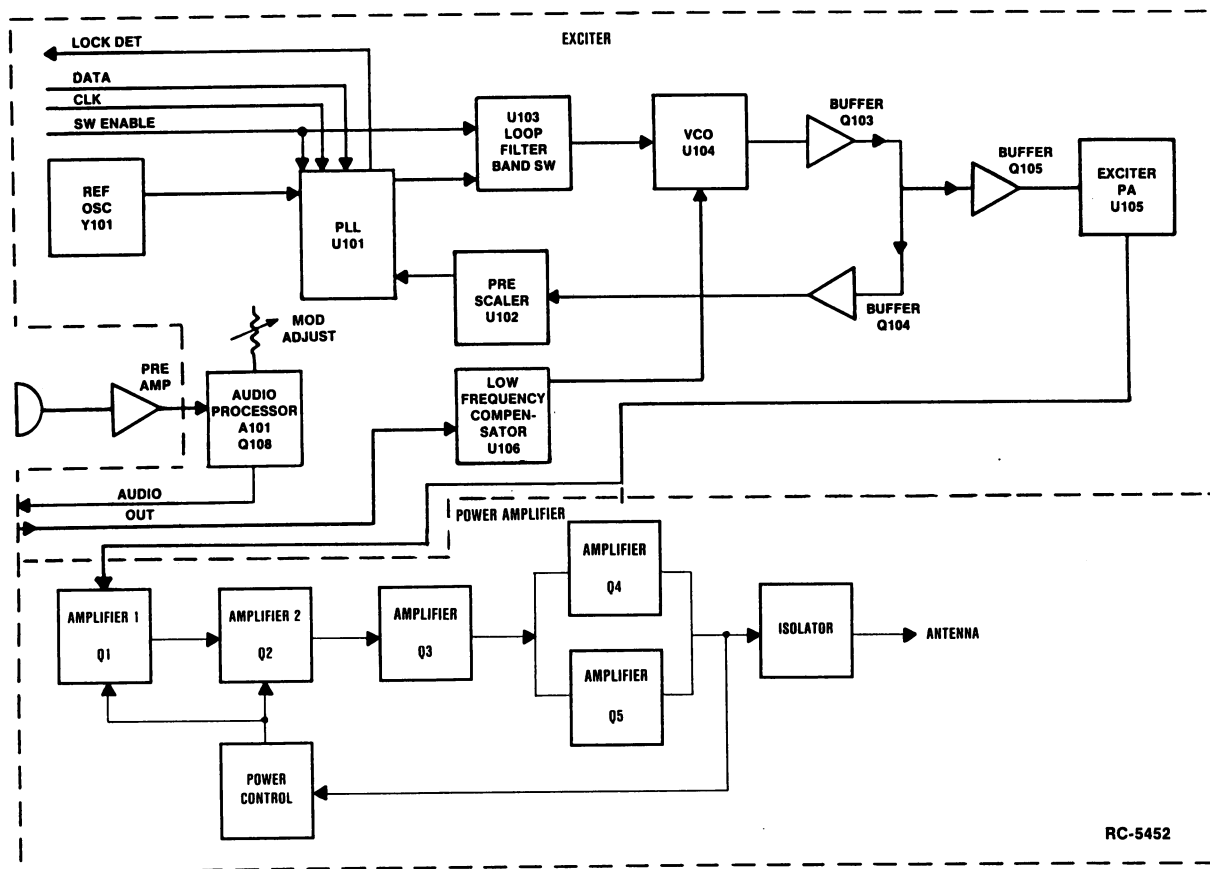 EXCITER
LOCK DET
DATA
CLK
SW ENABLE
REF
OSC
Y101
PLL
U101
U103
LOOP
FILTER
BAND SW
VCO
U104
BUFFER
Q103
BUFFER
Q105
EXCITER
PA
U105
PRE
SCALER
U102
BUFFER
Q104
MOD
ADJUST
PRE
AMP
AUDIO
PROCESSOR
A101
Q108
LOW
FREQUENCY
COMPEN-
SATOR
U106
AUDIO
OUT
POWER AMPLIFIER
AMPLIFIER 1
Q1
AMPLIFIER 2
Q2
AMPLIFIER
Q3
AMPLIFIER
Q4
AMPLIFIER
Q5
ISOLATOR
ANTENNA
POWER
CONTROL
RC-5452